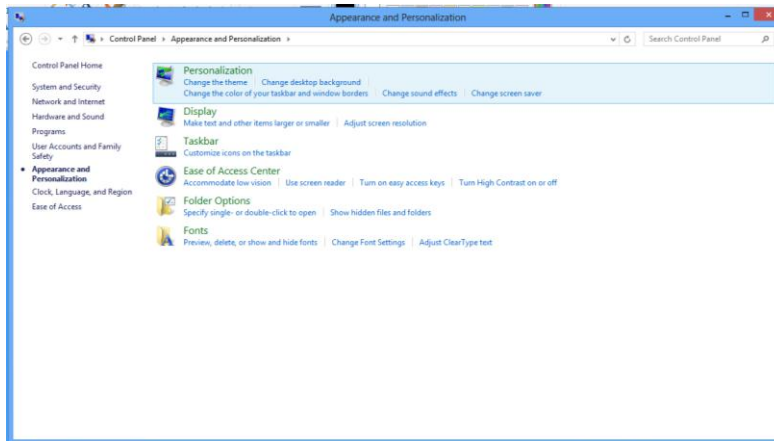 Appearance and Personalization
Control Panel Appearance and Personalization
Search Control Panel
Control Panel Home
System and Security
Network and Internet
Hardware and Sound
Programs
User Accounts and Family
Safety
Appearance and
Personalization
Clock, Language, and Region
Ease of Access
Personalization
Change the theme Change desktop background
Change the color of your taskbar and window borders Change sound effects Change screen saver
Display
Make text and other items larger or smaller Adjust screen resolution
Taskbar
Customize icons on the taskbar
Ease of Access Center
Accommodate low vision Use screen reader Turn on easy access keys Turn High Contrast on or off
Folder Options
Specify single- or double-click to open Show hidden files and folders
Fonts
Preview, delete, or show and hide fonts Change Font Settings Adjust ClearType text